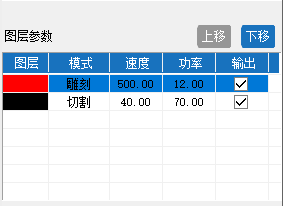 图层参数 上移 下移
图层 模式 速度 功率 输出
雕刻 500.00 12.00
切割 40.00 70.00